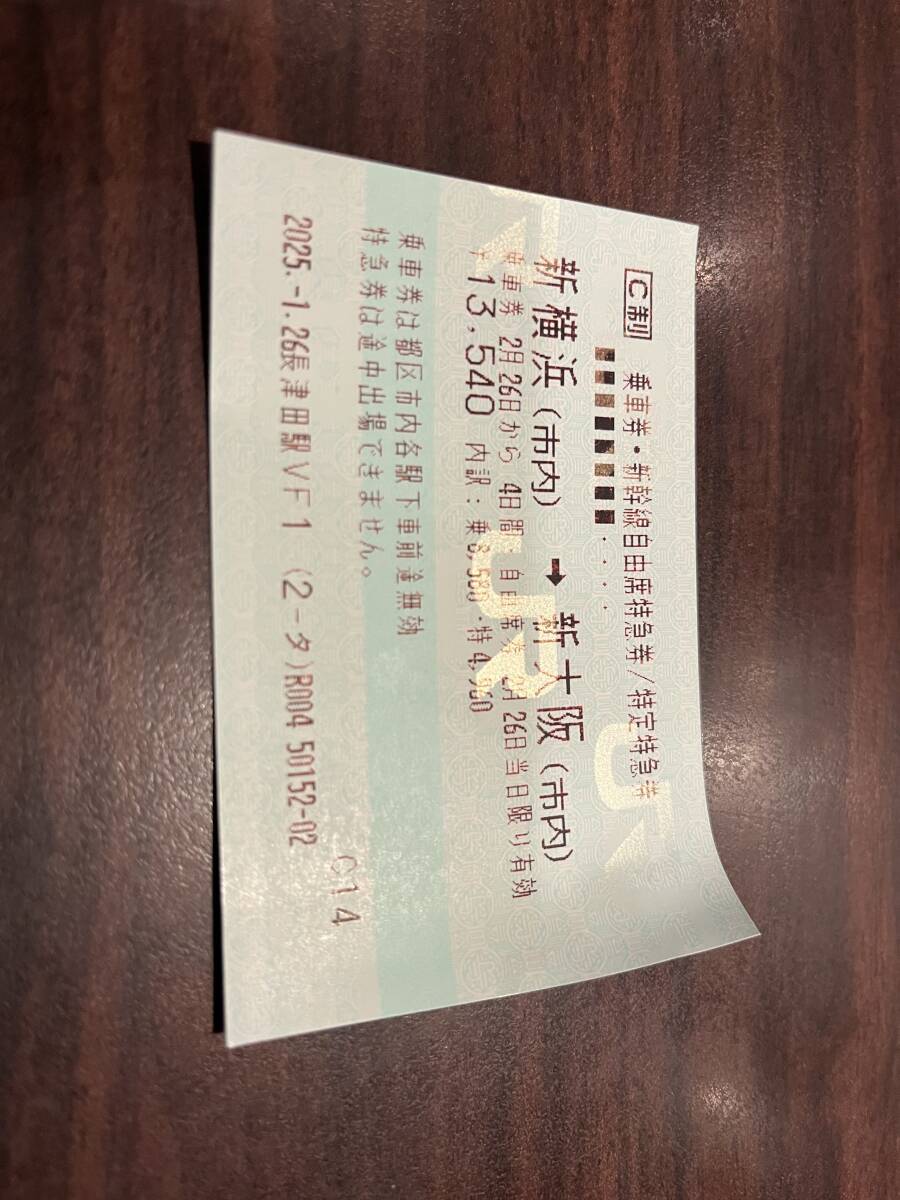 C制 乗車券・新幹線自由席特急券/特定特急券
新横浜(市内) ➡ 新大阪(市内)
乗車券 2月26日から 4日間・自由席券 2月26日当日限り有効
¥13,540 内訳:乗8,580・特4,960
乗車券は都区市内各駅下車前途無効
特急券は途中出場できません。
C14
2025.-1.26長津田駅VF1 (2-タ)R004 50152-02
JR